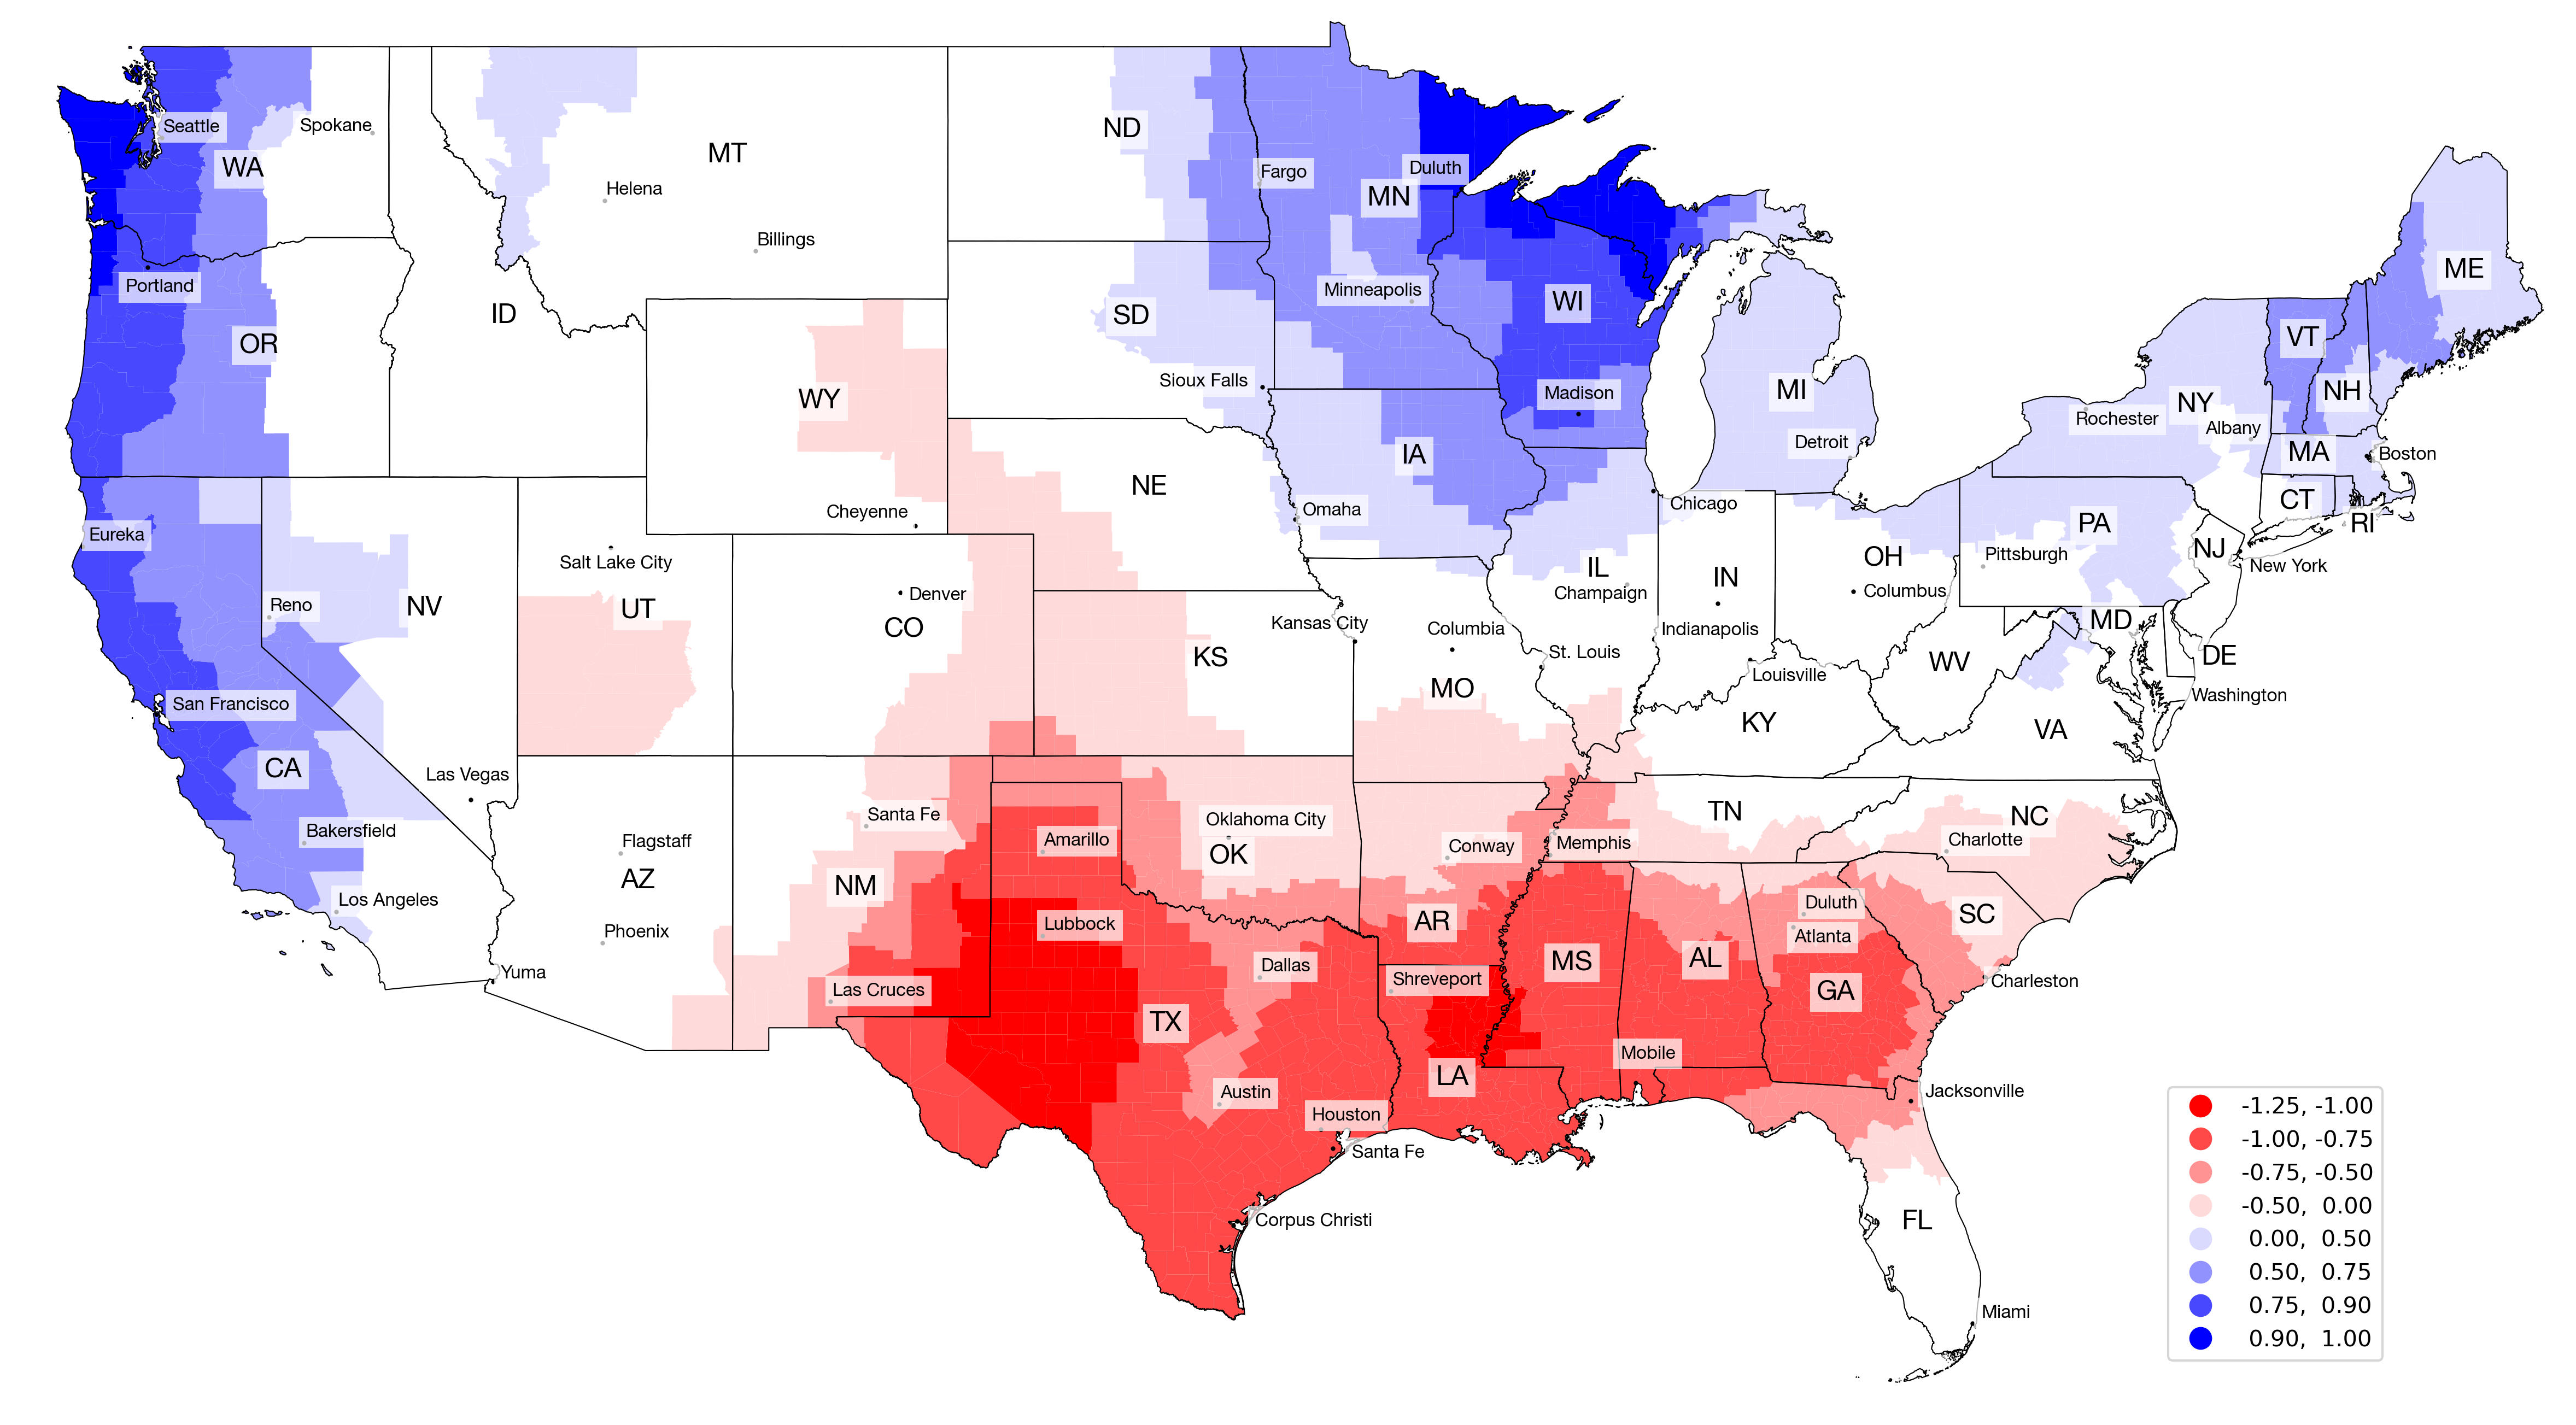 Seattle
Spokane
WA
MT
ND
Helena
Fargo
Duluth
MN
Billings
Portland
ID
OR
SD
Minneapolis
WI
ME
VT
WY
Sioux Falls
Madison
MI
NH
NY
Rochester
Albany
Detroit
IA
MA
Boston
NE
Cheyenne
Omaha
Chicago
CT
RI
PA
Eureka
Salt Lake City
Denver
IL
Champaign
IN
OH
Columbus
Pittsburgh
NJ
New York
Reno
NV
UT
CO
Kansas City
Columbia
Indianapolis
MD
KS
St. Louis
MO
Louisville
WV
DE
Washington
San Francisco
KY
VA
CA
Las Vegas
Santa Fe
Oklahoma City
TN
NC
Bakersfield
Flagstaff
Amarillo
OK
Conway
Memphis
Charlotte
AZ
NM
Los Angeles
Phoenix
Lubbock
AR
Duluth
Atlanta
SC
Yuma
Las Cruces
Dallas
Shreveport
MS
AL
GA
Charleston
TX
Mobile
LA
Austin
Houston
Jacksonville
Santa Fe
Corpus Christi
FL
Miami
-1.25, -1.00
-1.00, -0.75
-0.75, -0.50
-0.50, 0.00
0.00, 0.50
0.50, 0.75
0.75, 0.90
0.90, 1.00